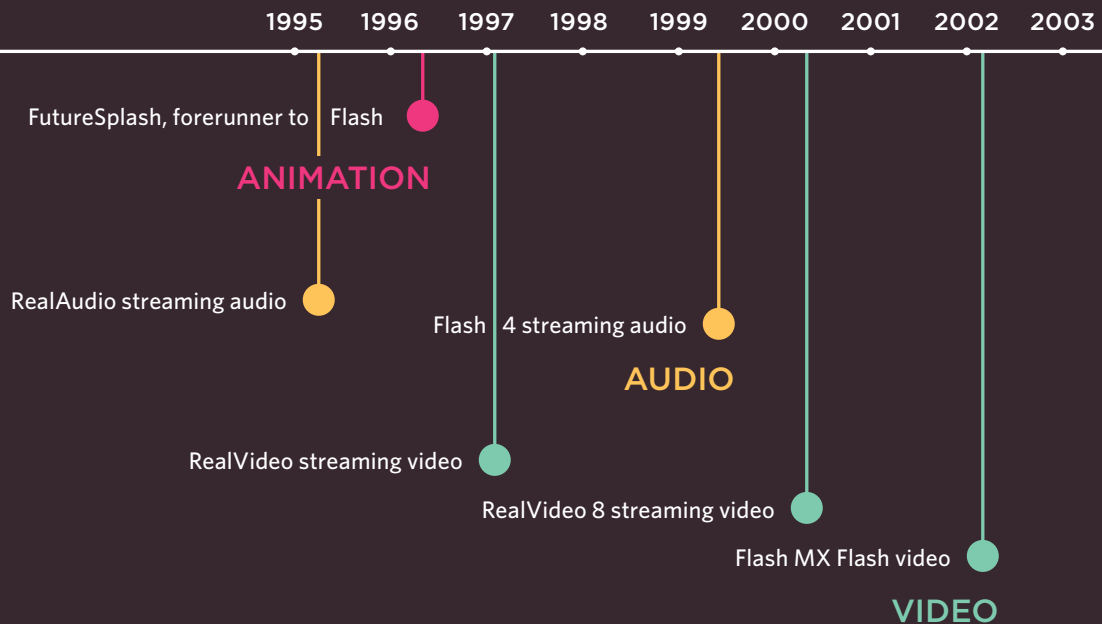 1995 1996 1997 1998 1999 2000 2001 2002 2003
FutureSplash, forerunner to Flash
ANIMATION
RealAudio streaming audio
Flash 4 streaming audio
AUDIO
RealVideo streaming video
RealVideo 8 streaming video
Flash MX Flash video
VIDEO